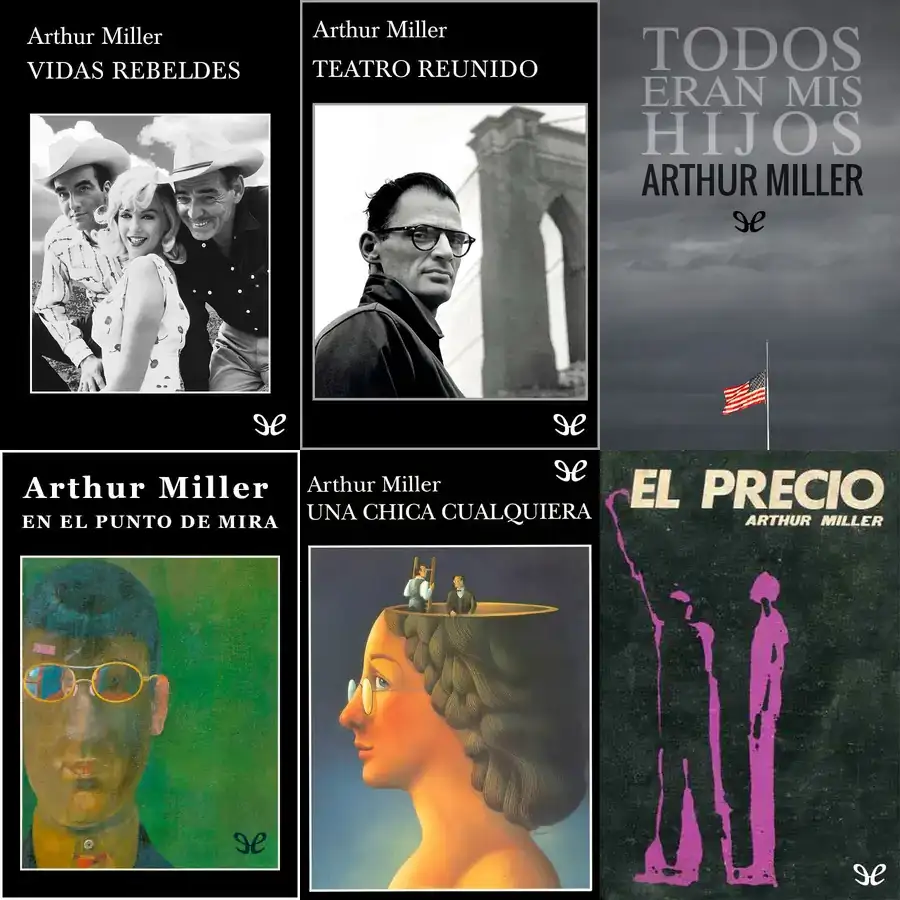 Arthur Miller
VIDAS REBELDES
Arthur Miller
TEATRO REUNIDO
TODOS
ERAN MIS
HIJOS
ARTHUR MILLER
Arthur Miller
EN EL PUNTO DE MIRA
Arthur Miller
UNA CHICA CUALQUIERA
EL PRECIO
ARTHUR MILLER